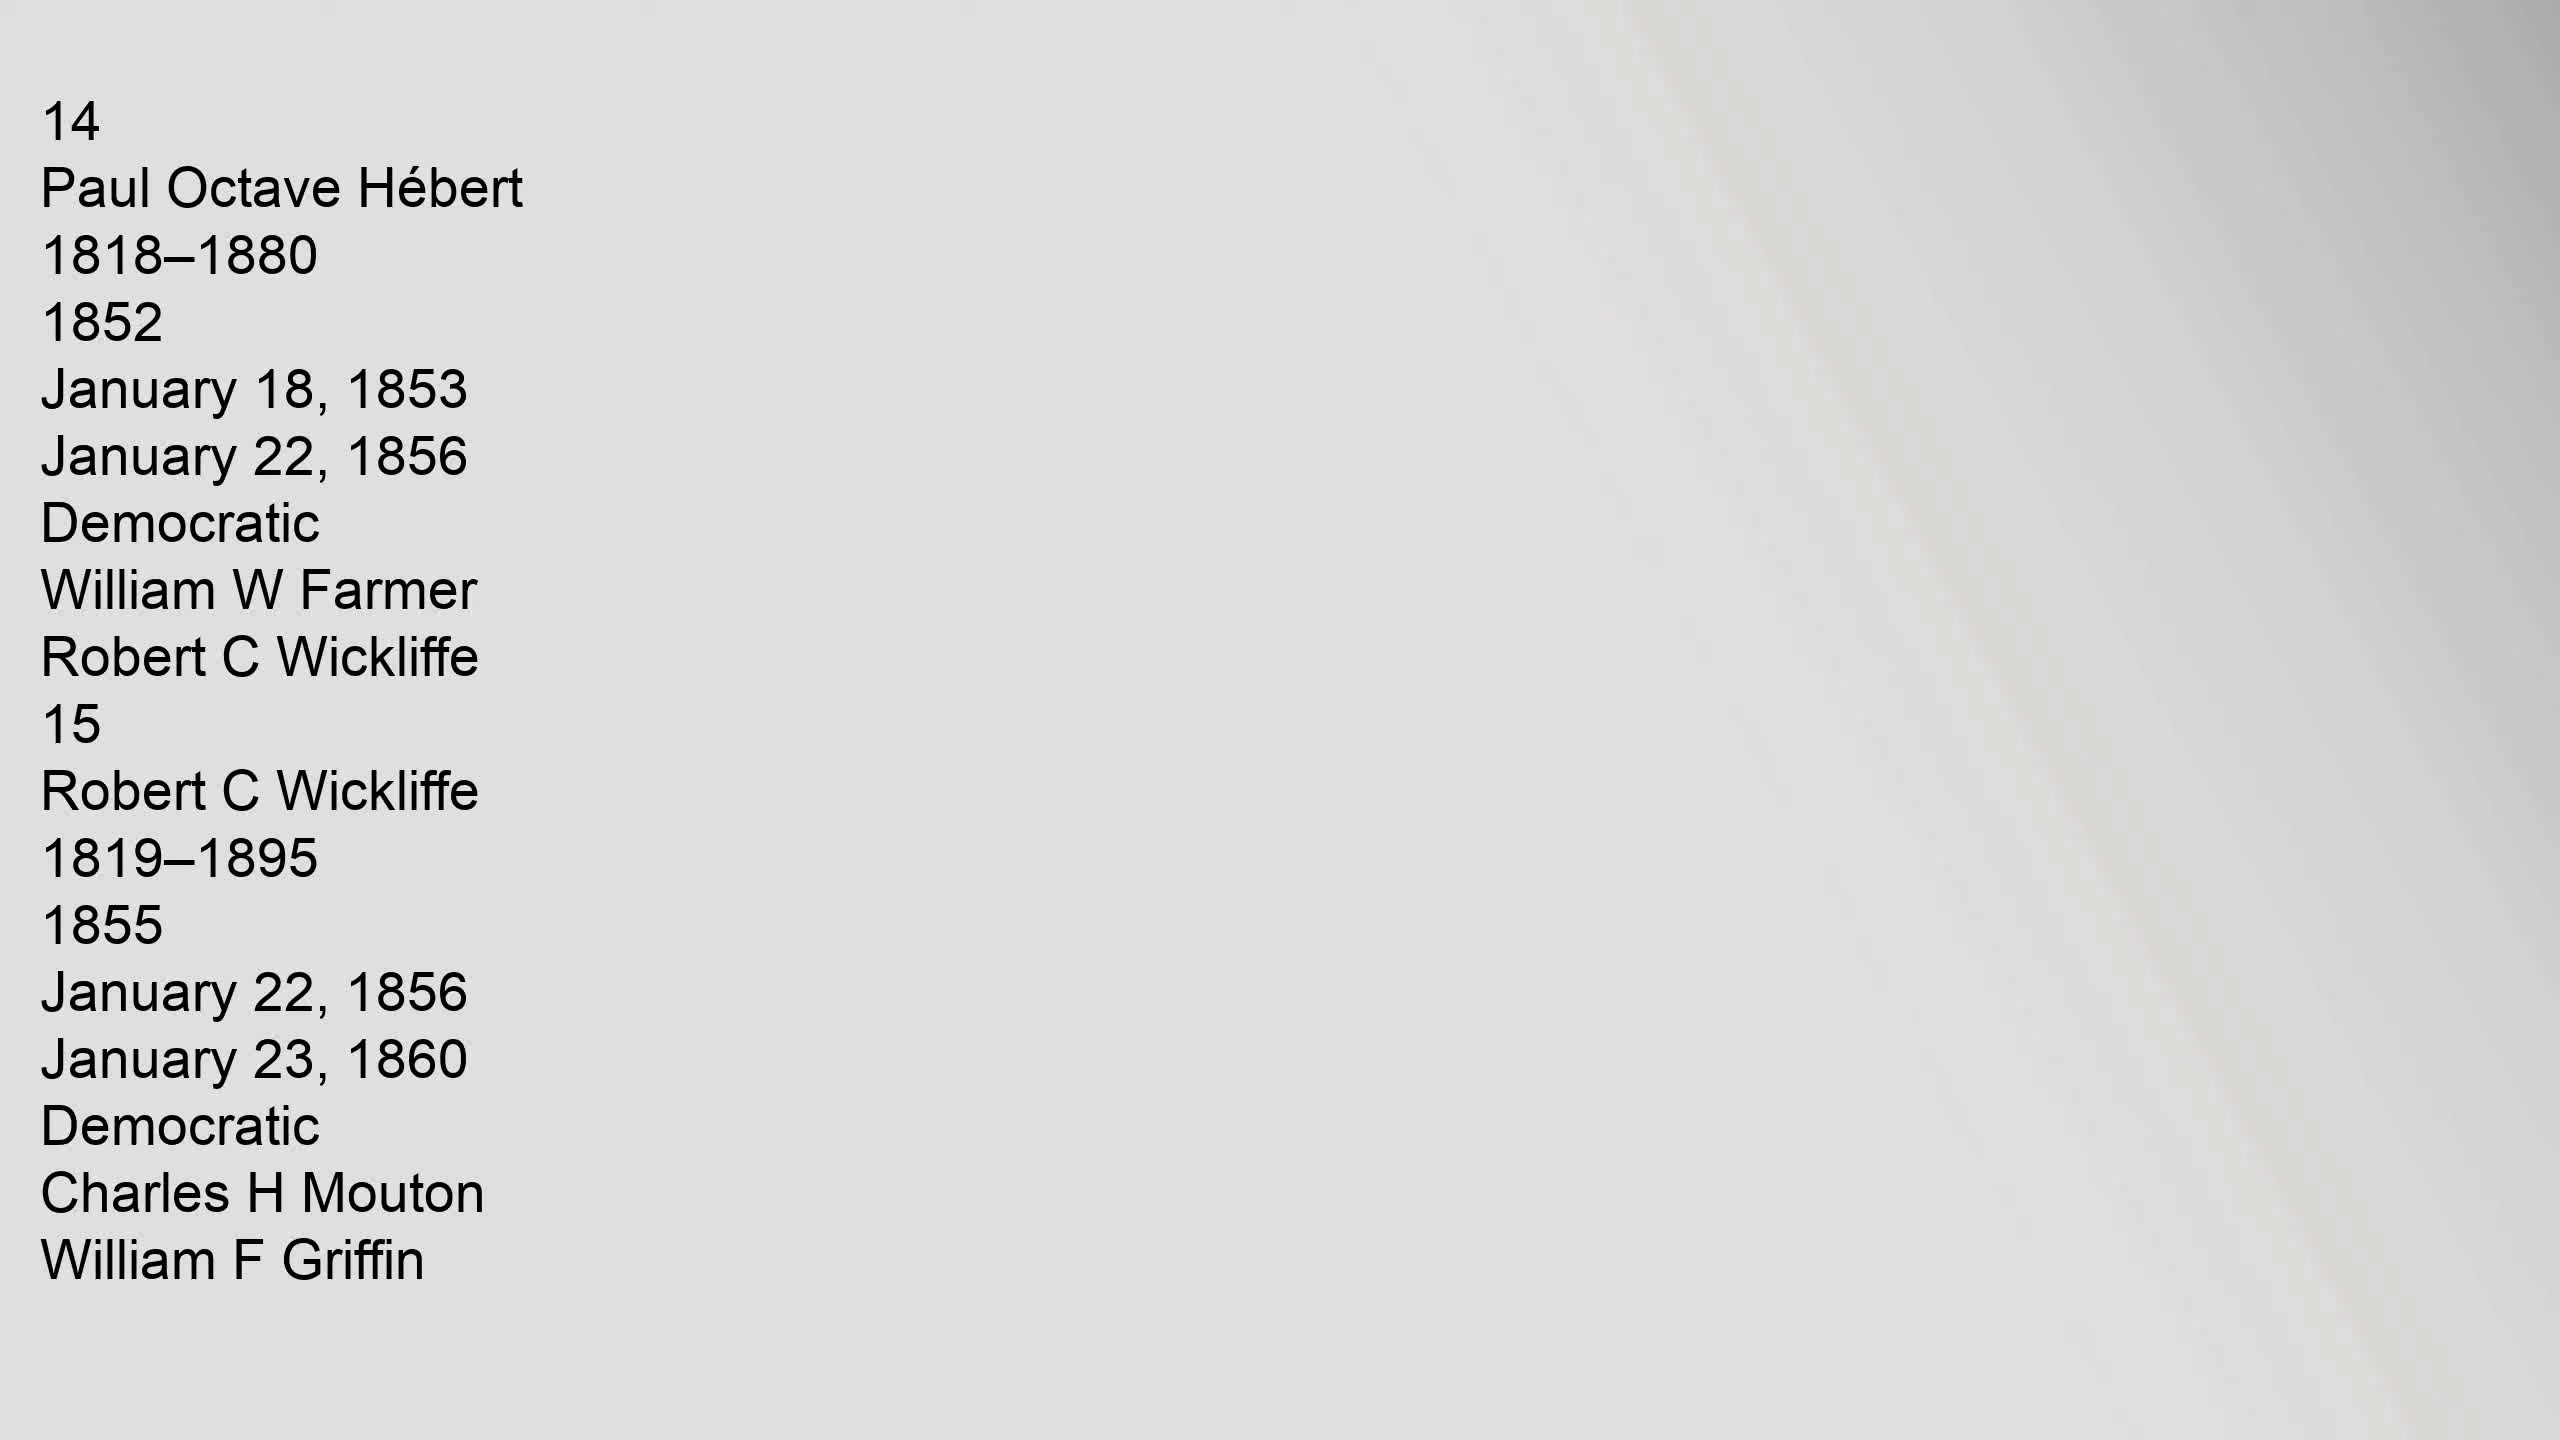 14
Paul Octave Hébert
1818–1880
1852
January 18, 1853
January 22, 1856
Democratic
William W Farmer
Robert C Wickliffe
15
Robert C Wickliffe
1819–1895
1855
January 22, 1856
January 23, 1860
Democratic
Charles H Mouton
William F Griffin